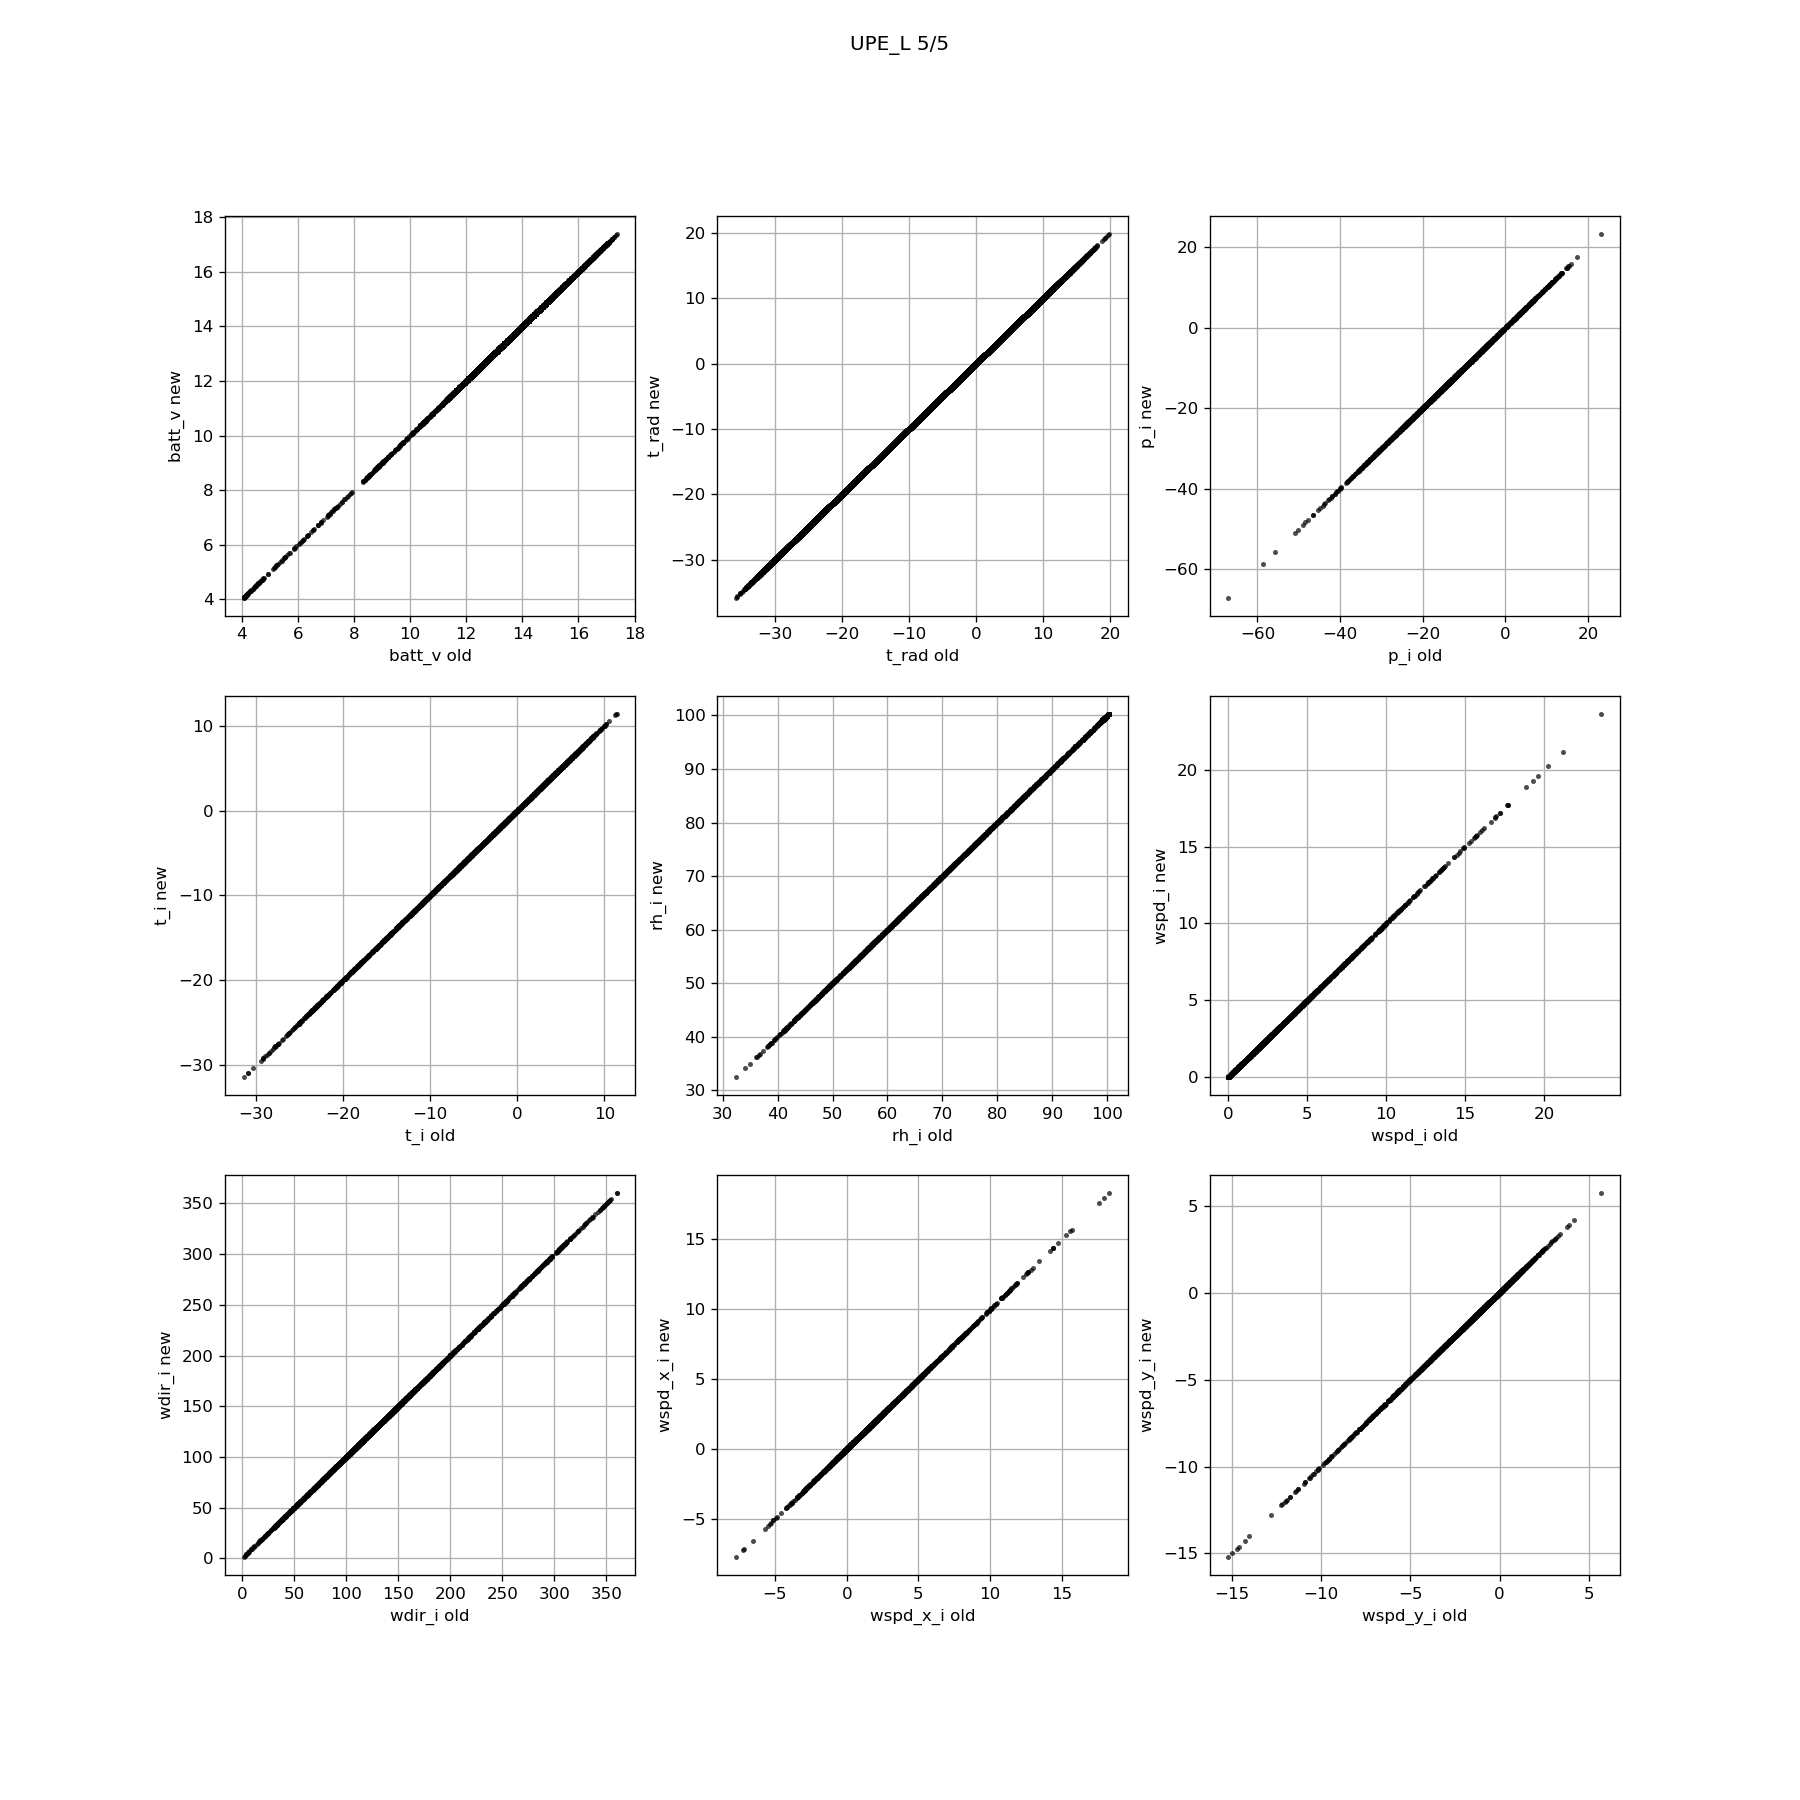 UPE_L 5/5
18
16
14
12
10
8
6
4
batt_v new
4 6 8 10 12 14 16 18
batt_v old
20
10
0
−10
−20
−30
t_rad new
−30 −20 −10 0 10 20
t_rad old
20
0
−20
−40
−60
p_i new
−60 −40 −20 0 20
p_i old
10
0
−10
−20
−30
t_i new
−30 −20 −10 0 10
t_i old
100
90
80
70
60
50
40
30
rh_i new
30 40 50 60 70 80 90 100
rh_i old
20
15
10
5
0
wspd_i new
0 5 10 15 20
wspd_i old
350
300
250
200
150
100
50
0
wdir_i new
0 50 100 150 200 250 300 350
wdir_i old
15
10
5
0
−5
wspd_x_i new
−5 0 5 10 15
wspd_x_i old
5
0
−5
−10
−15
wspd_y_i new
−15 −10 −5 0 5
wspd_y_i old